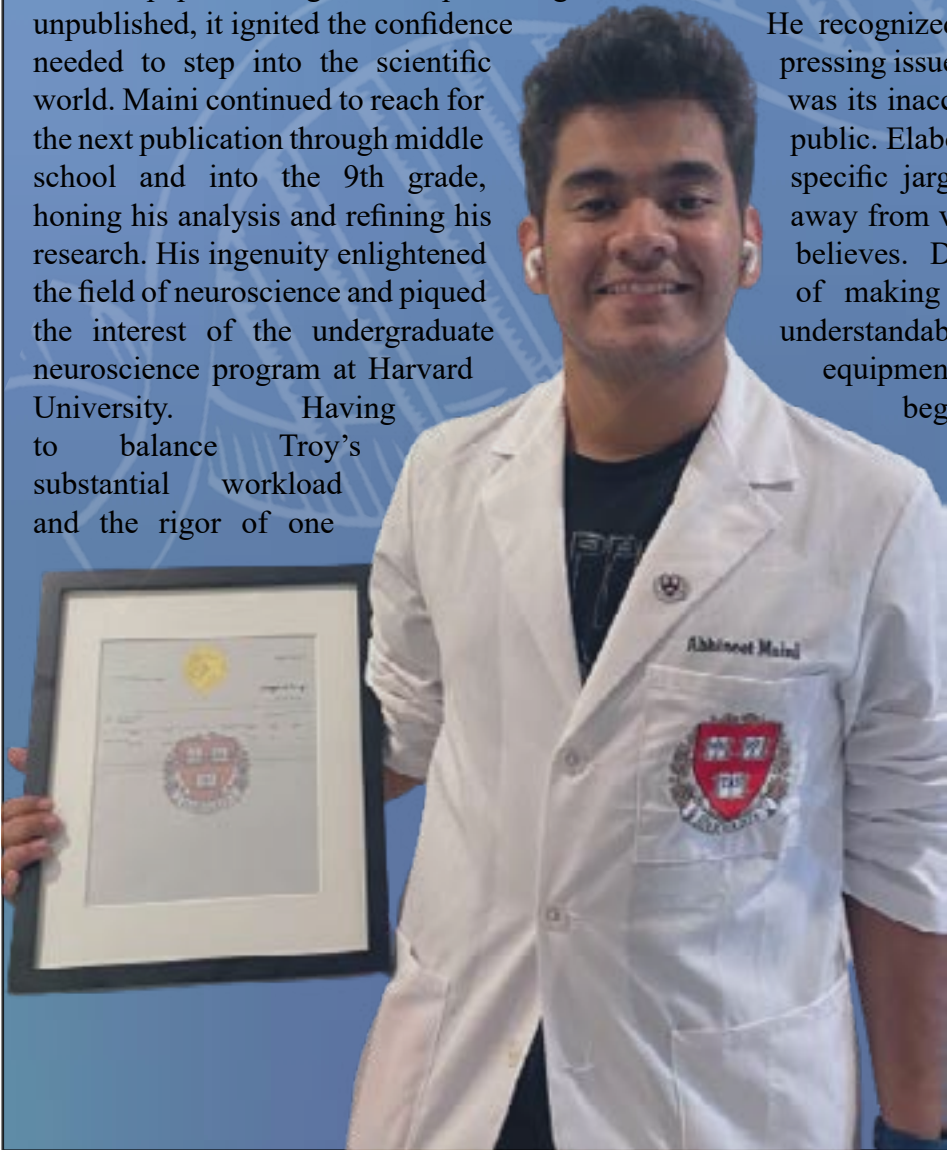 unpublished, it ignited the confidence
needed to step into the scientific
world. Maini continued to reach for
the next publication through middle
school and into the 9th grade,
honing his analysis and refining his
research. His ingenuity enlightened
the field of neuroscience and piqued
the interest of the undergraduate
neuroscience program at Harvard
University. Having
to balance Troy's
substantial workload
and the rigor of one
He recognized
pressing issue
was its inacc
public. Elabo
specific jarg
away from v
believes. D
of making
understandab
equipmen
beg
Abhineet Maini